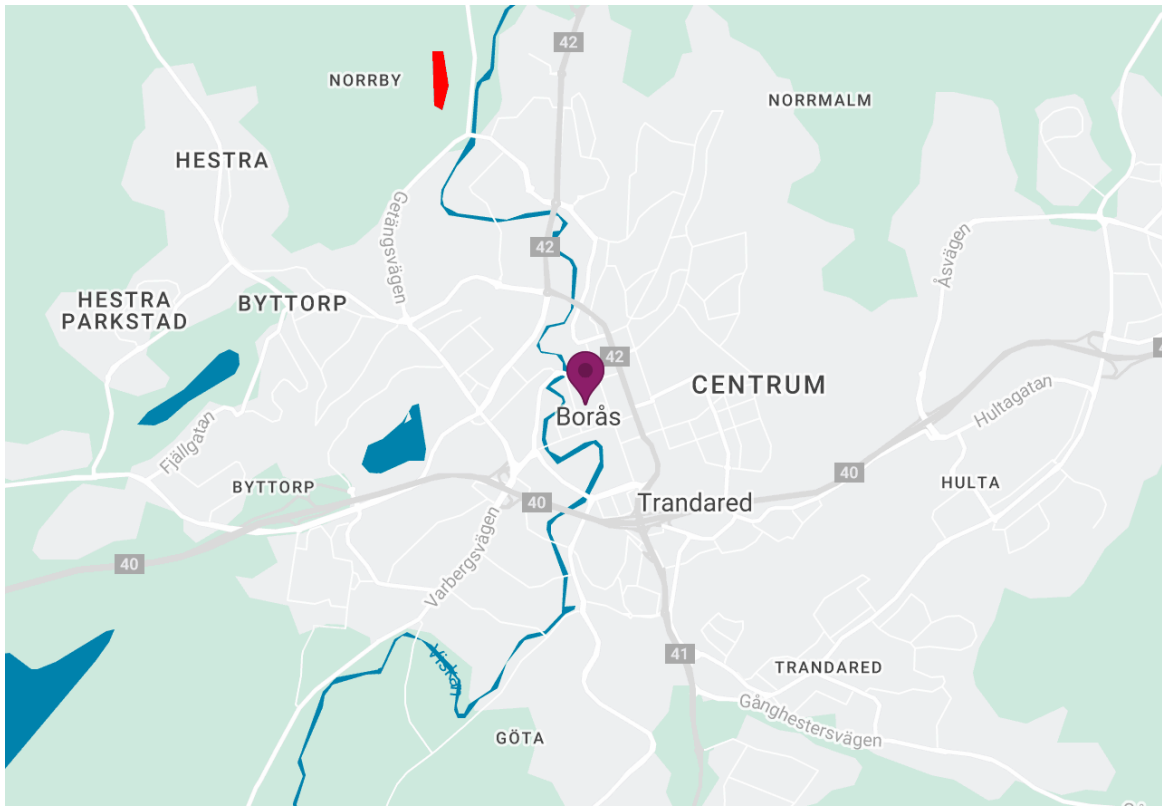 42
NORRBY
NORRMALM
HESTRA
Getängsvägen
42
Åsvägen
HESTRA
PARKSTAD
BYTTORP
42
CENTRUM
Hultagatan
Borås
Fjällgatan
BYTTORP
40
HULTA
40
Trandared
40
Varbergsvägen
Viskan
41
TRANDARED
Gånghestersvägen
GÖTA